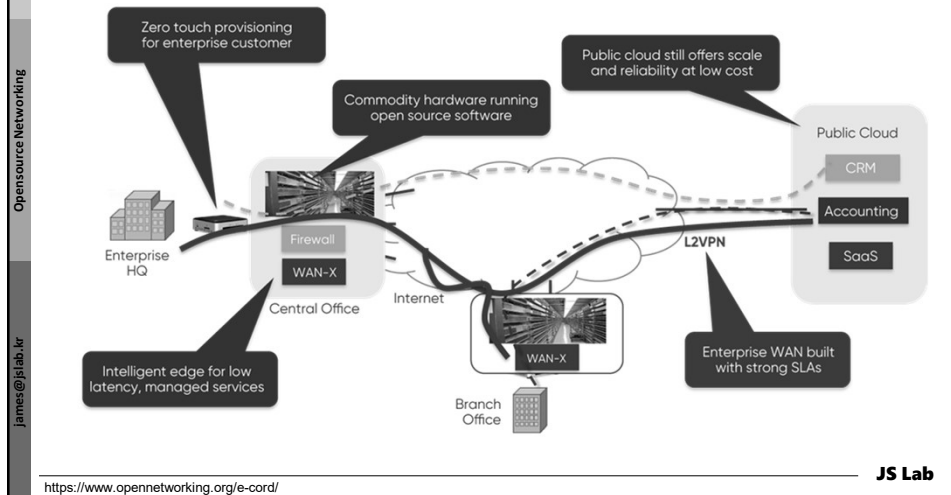 Opensource Networking
james@jslab.kr
Zero touch provisioning
for enterprise customer
Commodity hardware running
open source software
Public cloud still offers scale
and reliability at low cost
Public Cloud
CRM
Accounting
SaaS
Enterprise
HQ
Firewall
WAN-X
Central Office
Internet
L2VPN
WAN-X
Branch
Office
Intelligent edge for low
latency, managed services
Enterprise WAN built
with strong SLAs
JS Lab
https://www.opennetworking.org/e-cord/